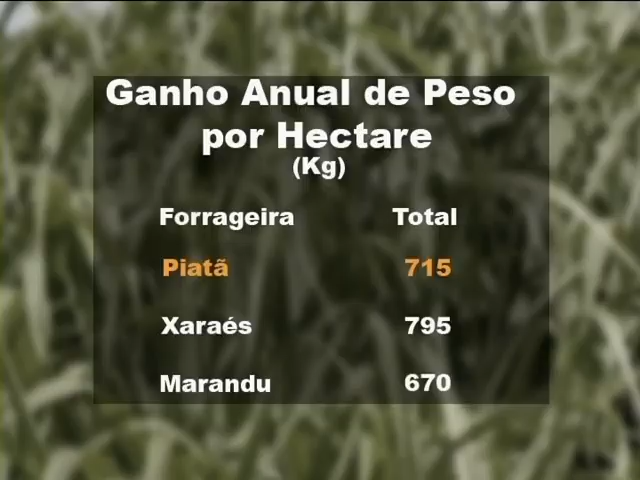 Ganho Anual de Peso
por Hectare
(Kg)
Forrageira Total
Piatã 715
Xaraés 795
Marandu 670